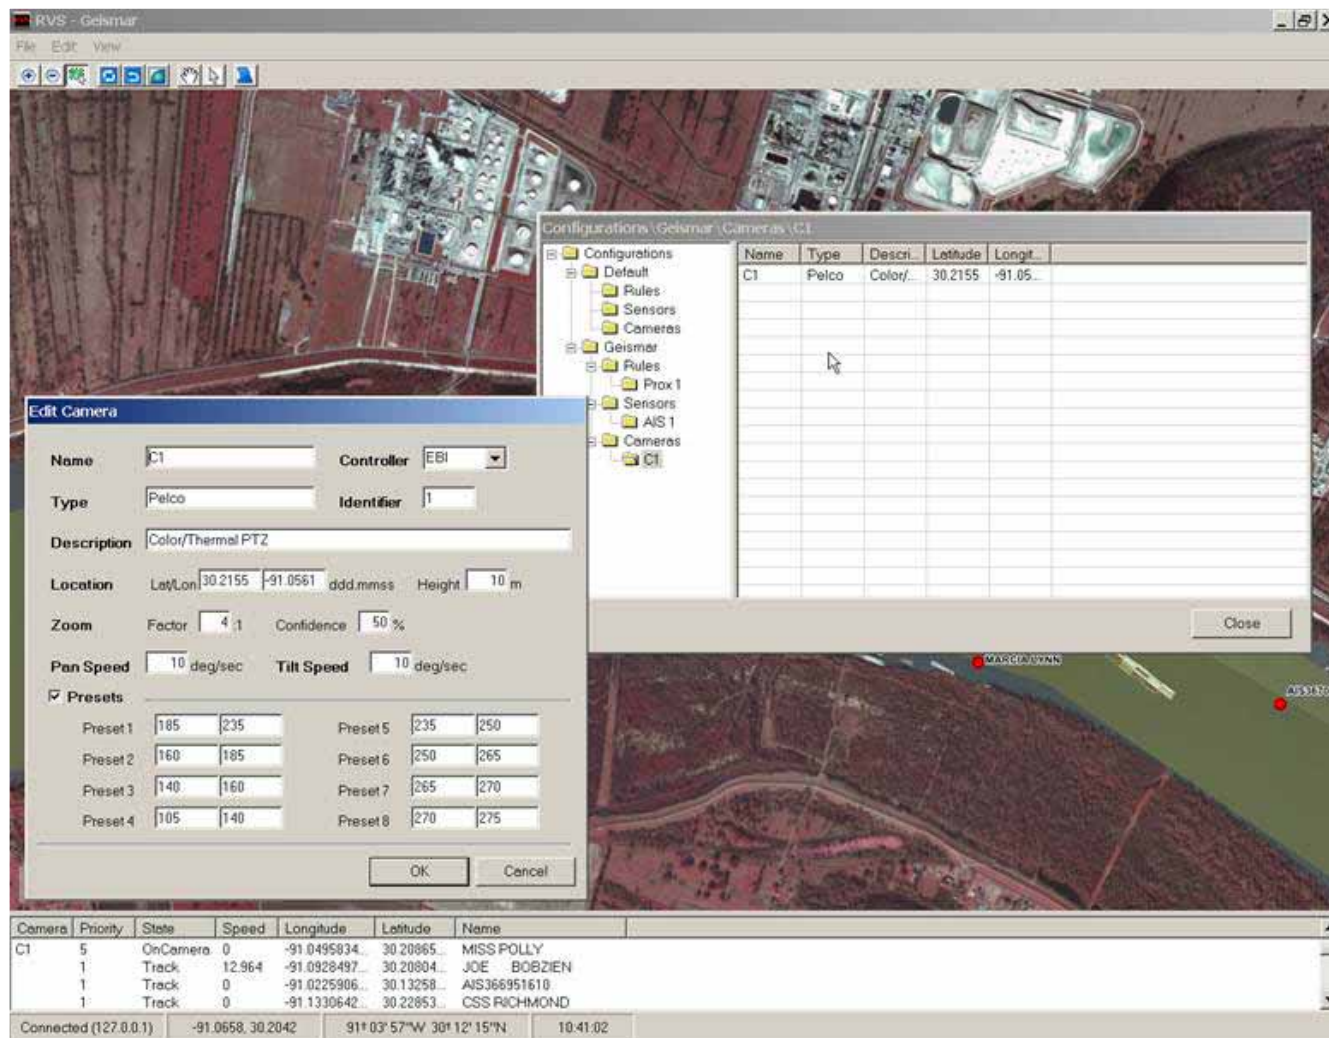 RVS - Geismar
File Edit View
Configurations\Geismar\Cameras\C1
Configurations
Default
Rules
Sensors
Cameras
Geismar
Rules
Prox 1
Sensors
AIS 1
Cameras
C1
Name Type Descri... Latitude Longit...
C1 Pelco Color/... 30.2155 -91.05...
Close
Edit Camera
Name C1 Controller EBI
Type Pelco Identifier 1
Description Color/Thermal PTZ
Location Lat/Lon 30.2155 -91.0561 ddd.mmss Height 10 m
Zoom Factor 4 :1 Confidence 50 %
Pan Speed 10 deg/sec Tilt Speed 10 deg/sec
Presets
Preset 1 185 235 Preset 5 235 250
Preset 2 160 185 Preset 6 250 265
Preset 3 140 160 Preset 7 265 270
Preset 4 105 140 Preset 8 270 275
OK Cancel
MARCIA LYNN
Camera Priority State Speed Longitude Latitude Name
C1 5 OnCamera 0 -91.0495834... 30.20865... MISS POLLY
1 Track 12.964 -91.0928497... 30.20804... JOE BOBZIEN
1 Track 0 -91.0225906... 30.13258... AIS366951610
1 Track 0 -91.1330642... 30.22853... CSS RICHMOND
Connected (127.0.0.1) -91.0658, 30.2042 91† 03' 57"W 30† 12' 15"N 10:41:02